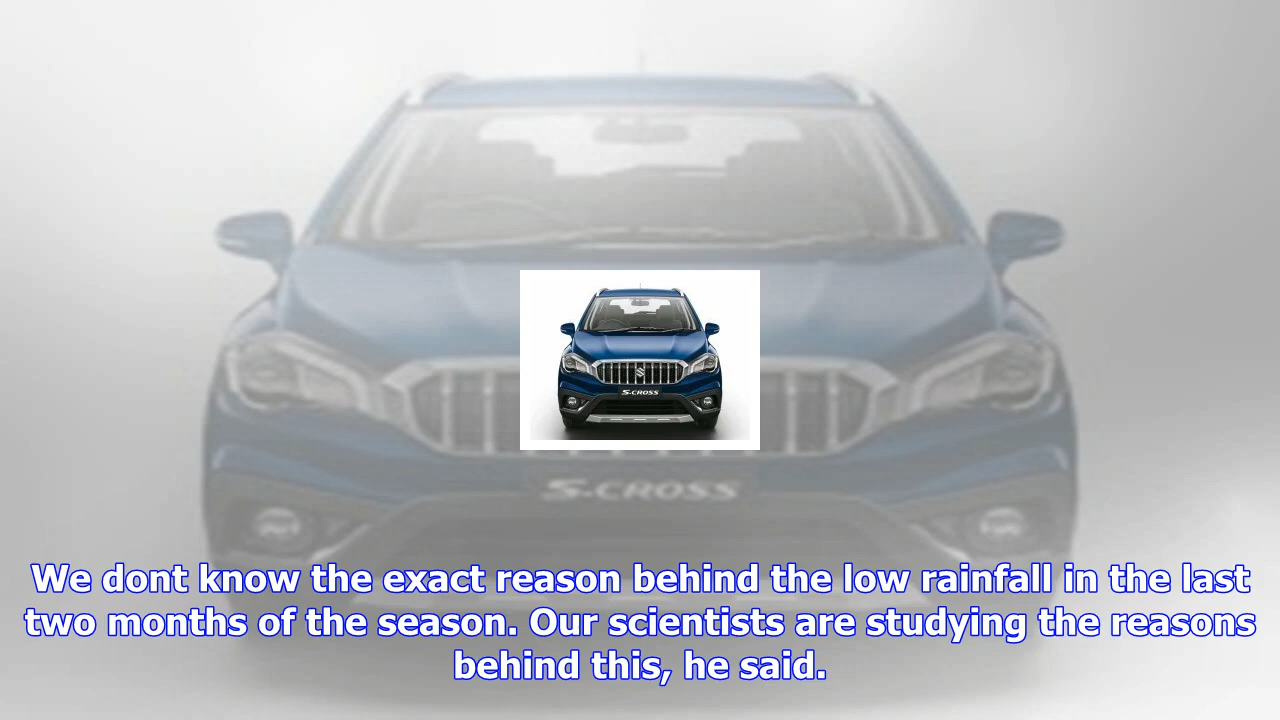 S-CROSS
S-CROSS
We dont know the exact reason behind the low rainfall in the last
two months of the season. Our scientists are studying the reasons
behind this, he said.